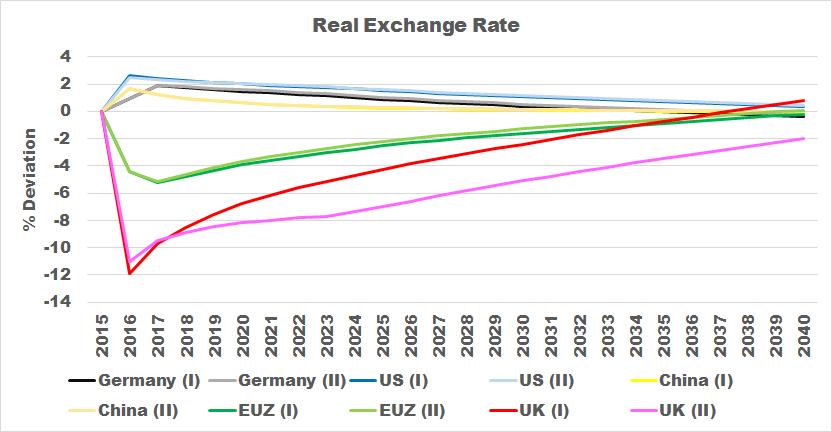 Real Exchange Rate
% Deviation
4
2
0
-2
-4
-6
-8
-10
-12
-14
2015 2016 2017 2018 2019 2020 2021 2022 2023 2024 2025 2026 2027 2028 2029 2030 2031 2032 2033 2034 2035 2036 2037 2038 2039 2040
Germany (I) Germany (II) US (I) US (II) China (I)
China (II) EUZ (I) EUZ (II) UK (I) UK (II)